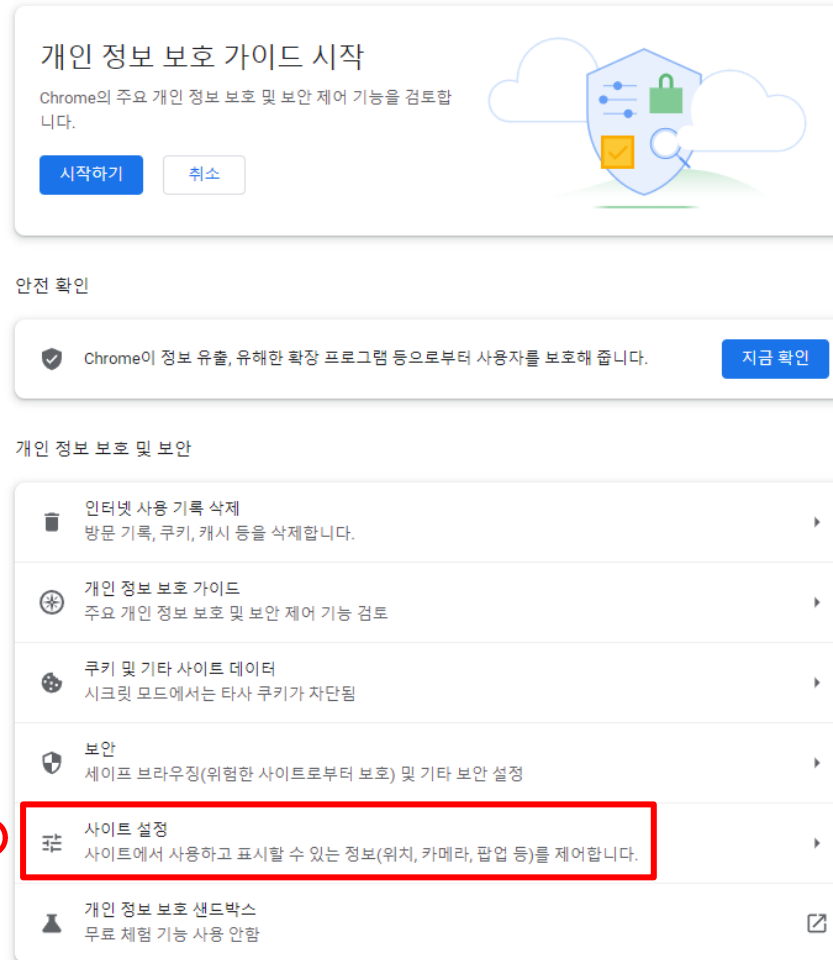 개인 정보 보호 가이드 시작
Chrome의 주요 개인 정보 보호 및 보안 제어 기능을 검토합
니다.
시작하기
취소
안전 확인
Chrome이 정보 유출, 유해한 확장 프로그램 등으로부터 사용자를 보호해 줍니다.
지금 확인
개인 정보 보호 및 보안
인터넷 사용 기록 삭제
방문 기록, 쿠키, 캐시 등을 삭제합니다.
개인 정보 보호 가이드
주요 개인 정보 보호 및 보안 제어 기능 검토
쿠키 및 기타 사이트 데이터
시크릿 모드에서는 타사 쿠키가 차단됨
보안
세이프 브라우징(위험한 사이트로부터 보호) 및 기타 보안 설정
사이트 설정
사이트에서 사용하고 표시할 수 있는 정보(위치, 카메라, 팝업 등)를 제어합니다.
개인 정보 보호 샌드박스
무료 체험 기능 사용 안함